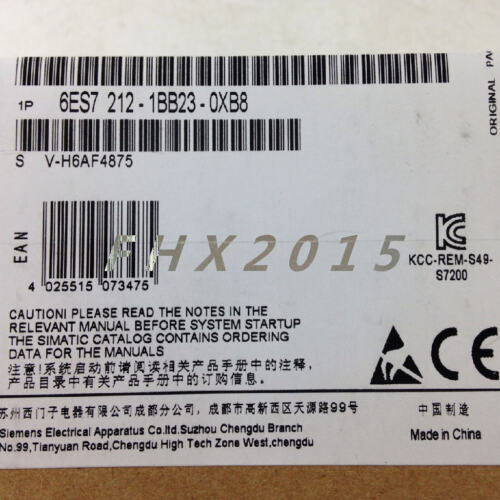 ORIGINAL PAC
1P 6ES7 212-1BB23-0XB8
S V-H6AF4875
EAN
4 025515 073475
FHX2015
KCC-REM-S49-
S7200
CAUTION! PLEASE READ THE NOTES IN THE
RELEVANT MANUAL BEFORE SYSTEM STARTUP
THE SIMATIC CATALOG CONTAINS ORDERING
DATA FOR THE MANUALS
注意!系统启动前请阅读相关产品手册中的注释,
产品目录中有相关手册的订购信息.
CE
苏州西门子电器有限公司成都分公司, 成都市高新西区天源路99号
中国制造
Siemens Electrical Apparatus Co.Ltd.Suzhou Chengdu Branch
Made in China
No.99,Tianyuan Road,Chengdu High Tech Zone West,chengdu